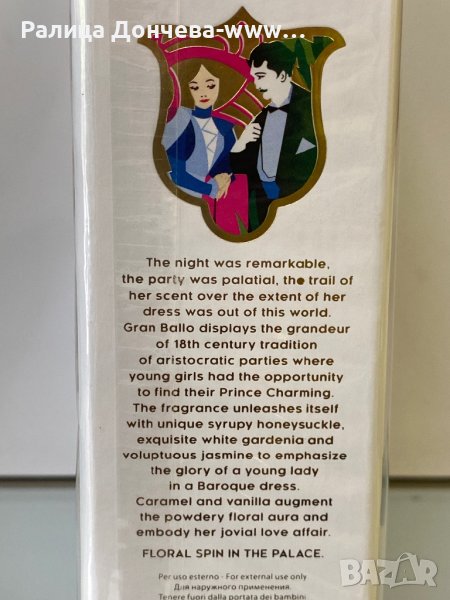 Ралица Дончева-www...
The night was remarkable,
the party was palatial, the trail of
her scent over the extent of her
dress was out of this world.
Gran Ballo displays the grandeur
of 18th century tradition
of aristocratic parties where
young girls had the opportunity
to find their Prince Charming.
The fragrance unleashes itself
with unique syrupy honeysuckle,
exquisite white gardenia and
voluptuous jasmine to emphasize
the glory of a young lady
in a Baroque dress.
Caramel and vanilla augment
the powdery floral aura and
embody her jovial love affair.
FLORAL SPIN IN THE PALACE.
Per uso esterno - For external use only
Для наружного применения.
Tenere fuori dalla portata dei bambini
BAZAR